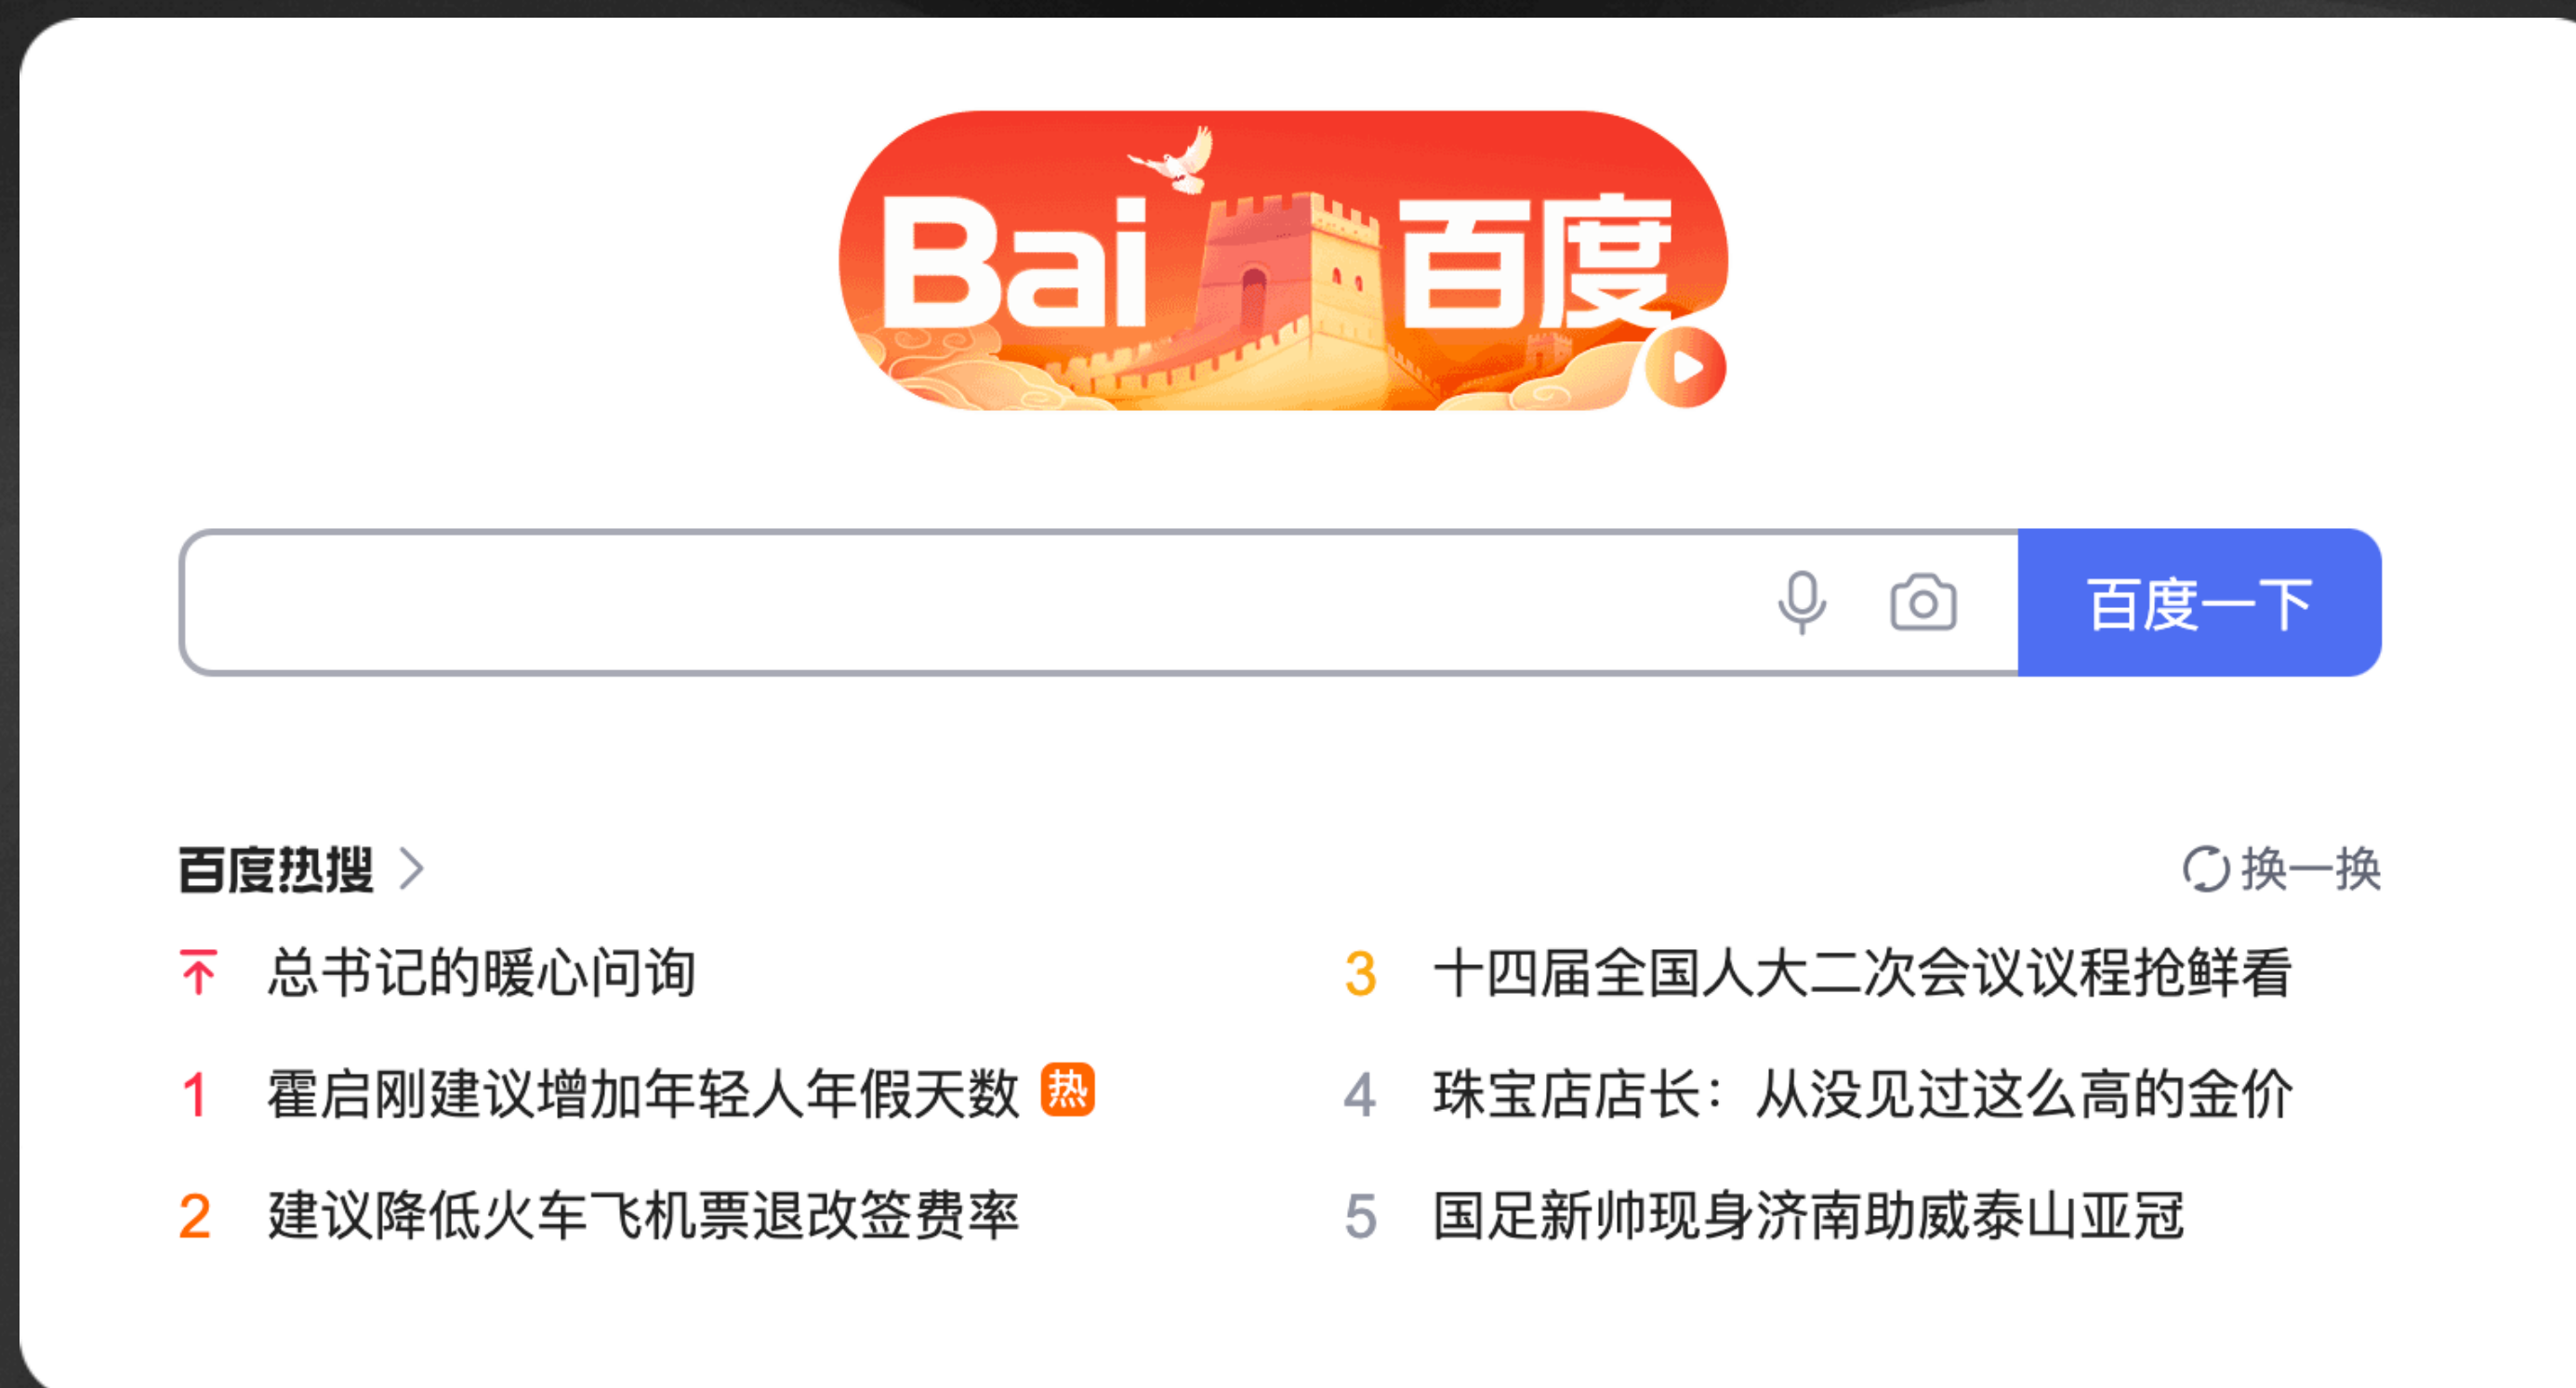 Bai 百度
百度一下
百度热搜
换一换
总书记的暖心问询
1 霍启刚建议增加年轻人年假天数 热
2 建议降低火车飞机票退改签费率
3 十四届全国人大二次会议议程抢鲜看
4 珠宝店店长：从没见过这么高的金价
5 国足新帅现身济南助威泰山亚冠